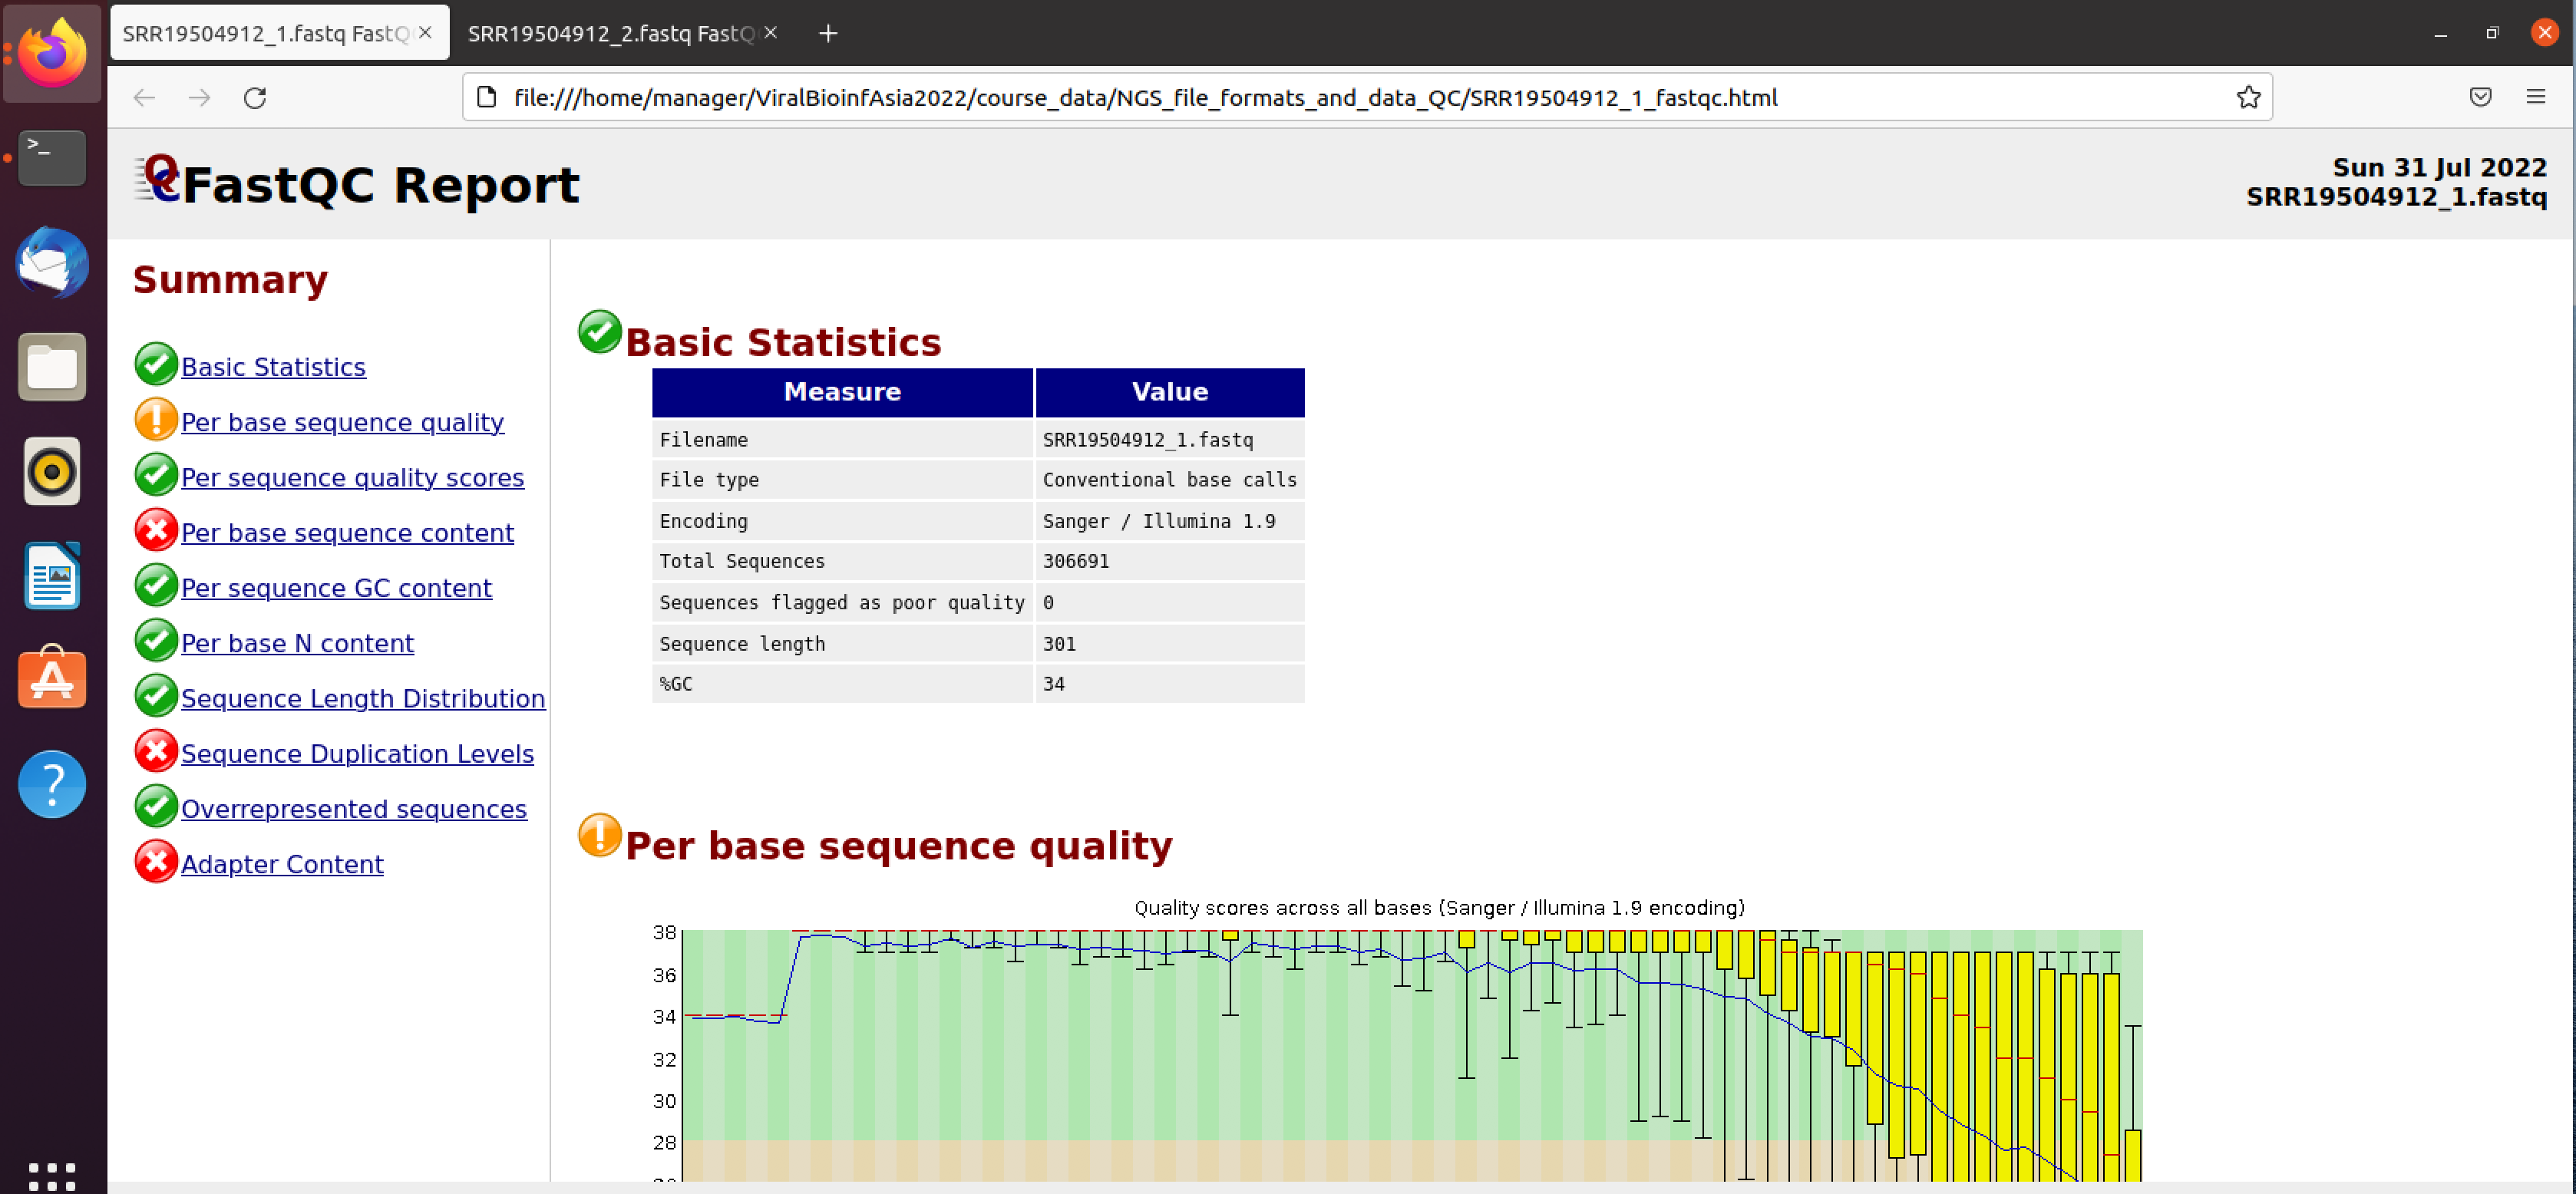 SRR19504912_1.fastq FastQ
SRR19504912_2.fastq FastQ
file:///home/manager/ViralBioinfAsia2022/course_data/NGS_file_formats_and_data_QC/SRR19504912_1_fastqc.html
FastQC Report
Sun 31 Jul 2022
SRR19504912_1.fastq
Summary
Basic Statistics
Per base sequence quality
Per sequence quality scores
Per base sequence content
Per sequence GC content
Per base N content
Sequence Length Distribution
Sequence Duplication Levels
Overrepresented sequences
Adapter Content
Basic Statistics
Measure Value
Filename SRR19504912_1.fastq
File type Conventional base calls
Encoding Sanger / Illumina 1.9
Total Sequences 306691
Sequences flagged as poor quality 0
Sequence length 301
%GC 34
Per base sequence quality
Quality scores across all bases (Sanger / Illumina 1.9 encoding)
38
36
34
32
30
28